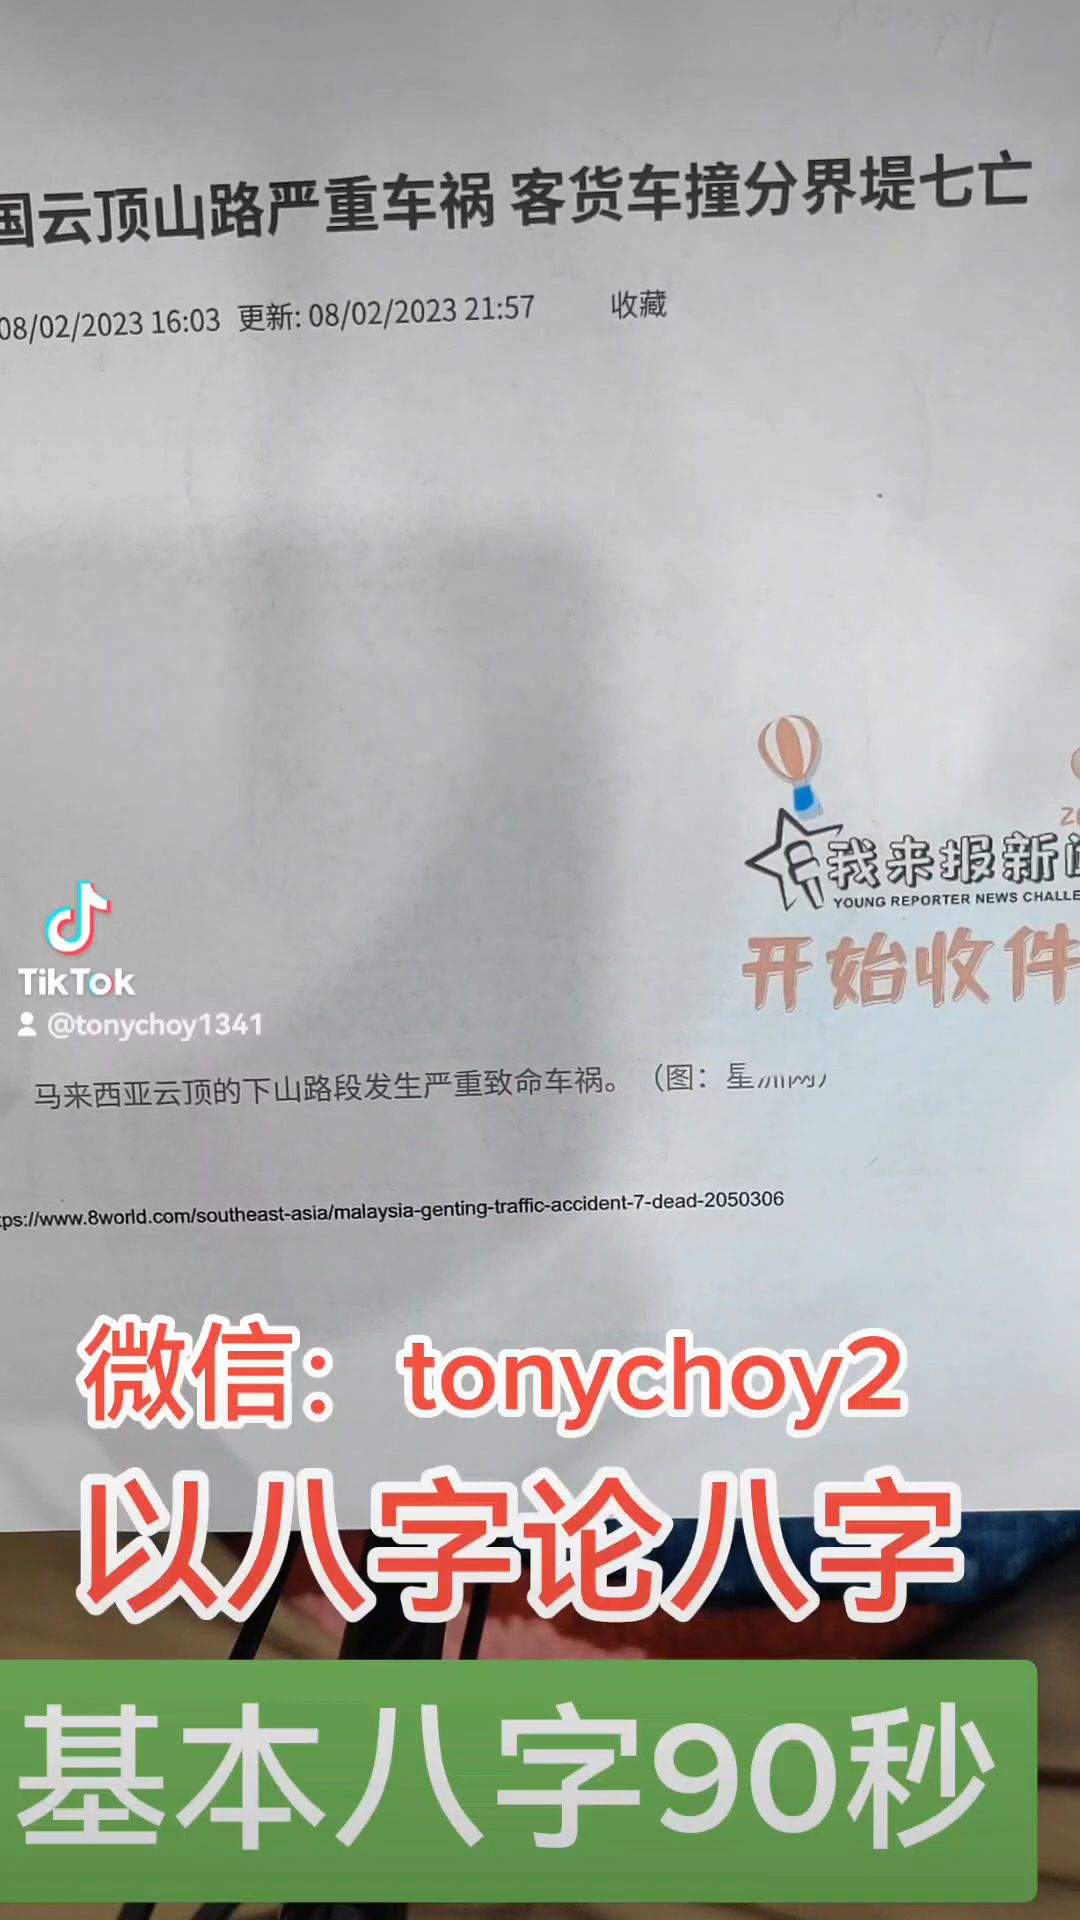 国云顶山路严重车祸 客货车撞分界堤七亡
08/02/2023 16:03 更新: 08/02/2023 21:57 收藏
我来报新
YOUNG REPORTER NEWS CHALLE
开始收件
TikTok
@tonychoy1341
马来西亚云顶的下山路段发生严重致命车祸。（图：星
ps://www.8world.com/southeast-asia/malaysia-genting-traffic-accident-7-dead-2050306
微信：tonychoy2
以八字论八字
基本八字90秒